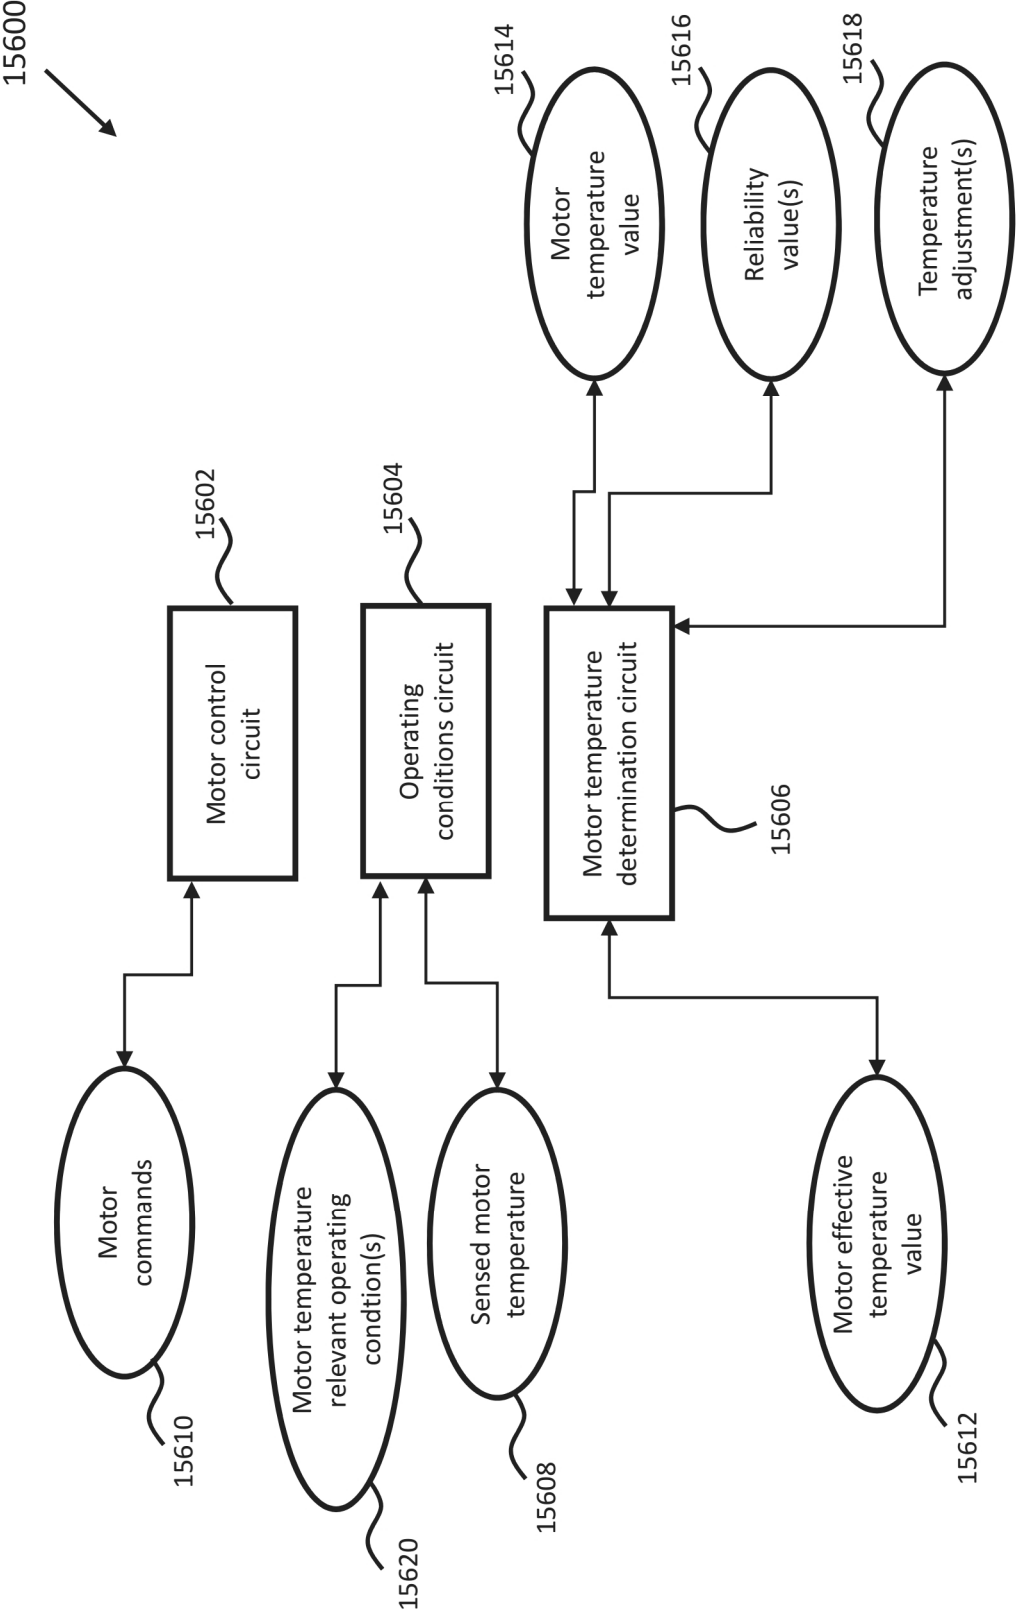 15600
15602
Motor control
circuit
15610
Motor
commands
15604
Operating
conditions circuit
15620
Motor temperature
relevant operating
condtion(s)
15608
Sensed motor
temperature
15606
Motor temperature
determination circuit
15612
Motor effective
temperature
value
15614
Motor
temperature
value
15616
Reliability
value(s)
15618
Temperature
adjustment(s)